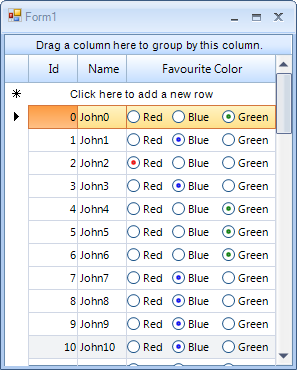 Form1
Drag a column here to group by this column.
Id Name Favourite Color
Click here to add a new row
0 John0 Red Blue Green
1 John1 Red Blue Green
2 John2 Red Blue Green
3 John3 Red Blue Green
4 John4 Red Blue Green
5 John5 Red Blue Green
6 John6 Red Blue Green
7 John7 Red Blue Green
8 John8 Red Blue Green
9 John9 Red Blue Green
10 John10 Red Blue Green